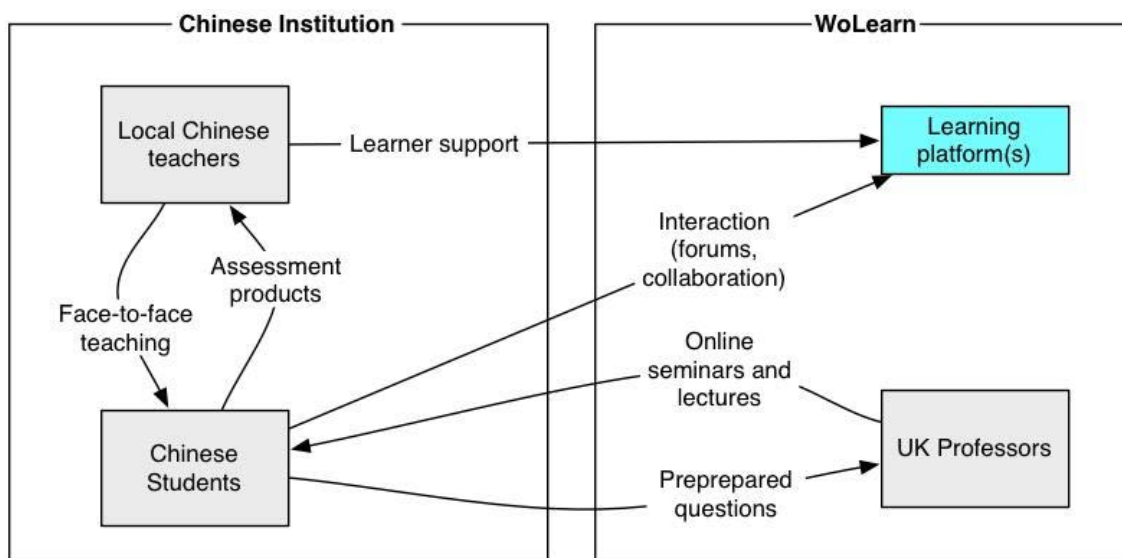 Chinese Institution
Local Chinese
teachers
Learner support
Assessment
products
Face-to-face
teaching
Chinese
Students
WoLearn
Learning
platform(s)
Interaction
(forums,
collaboration)
Online
seminars and
lectures
UK Professors
Preprepared
questions